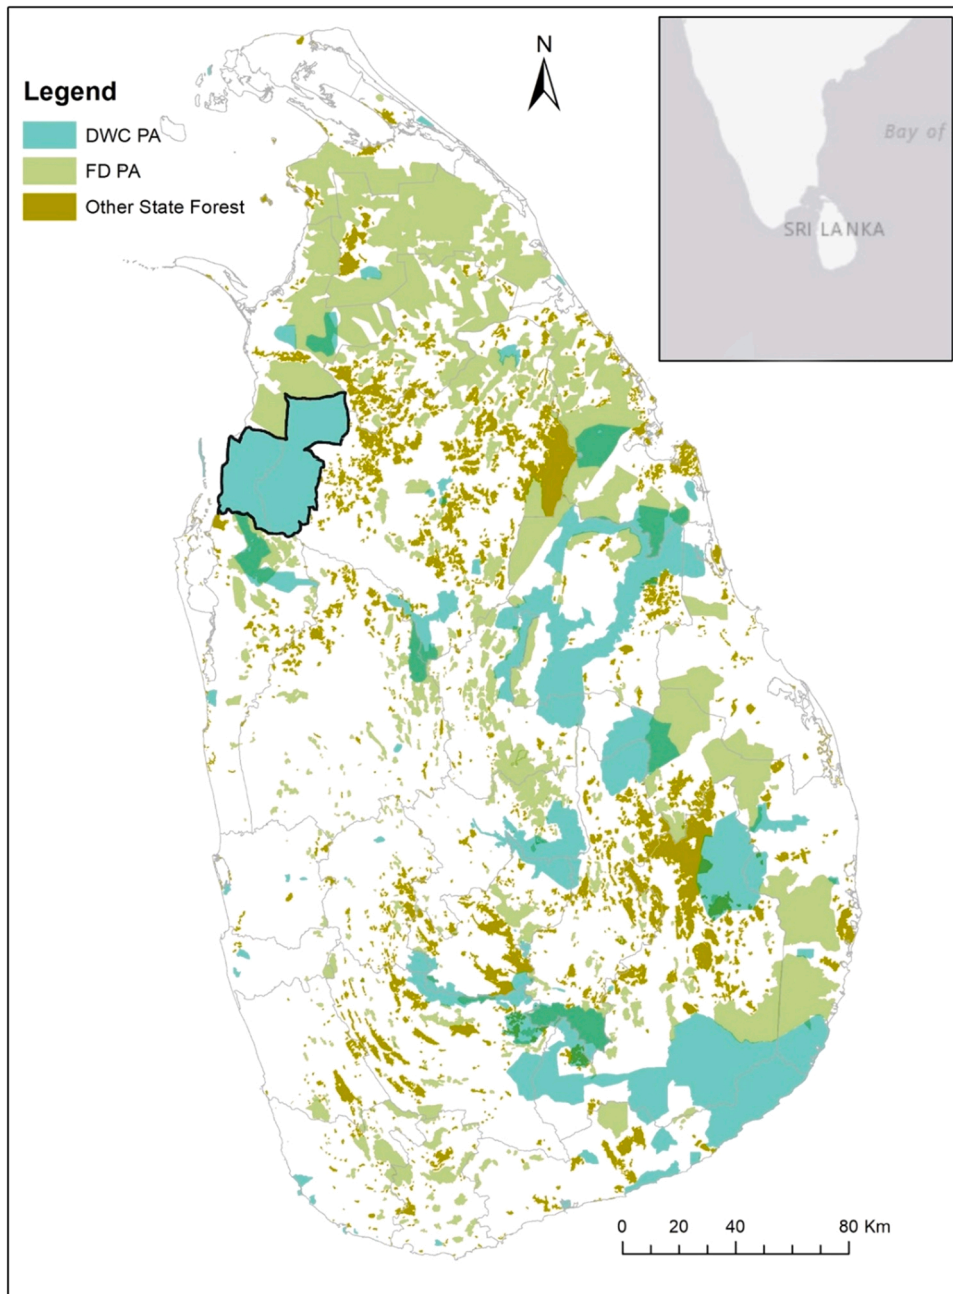 N
Legend
DWC PA
FD PA
Other State Forest
Bay of
SRI LANKA
0 20 40 80 Km